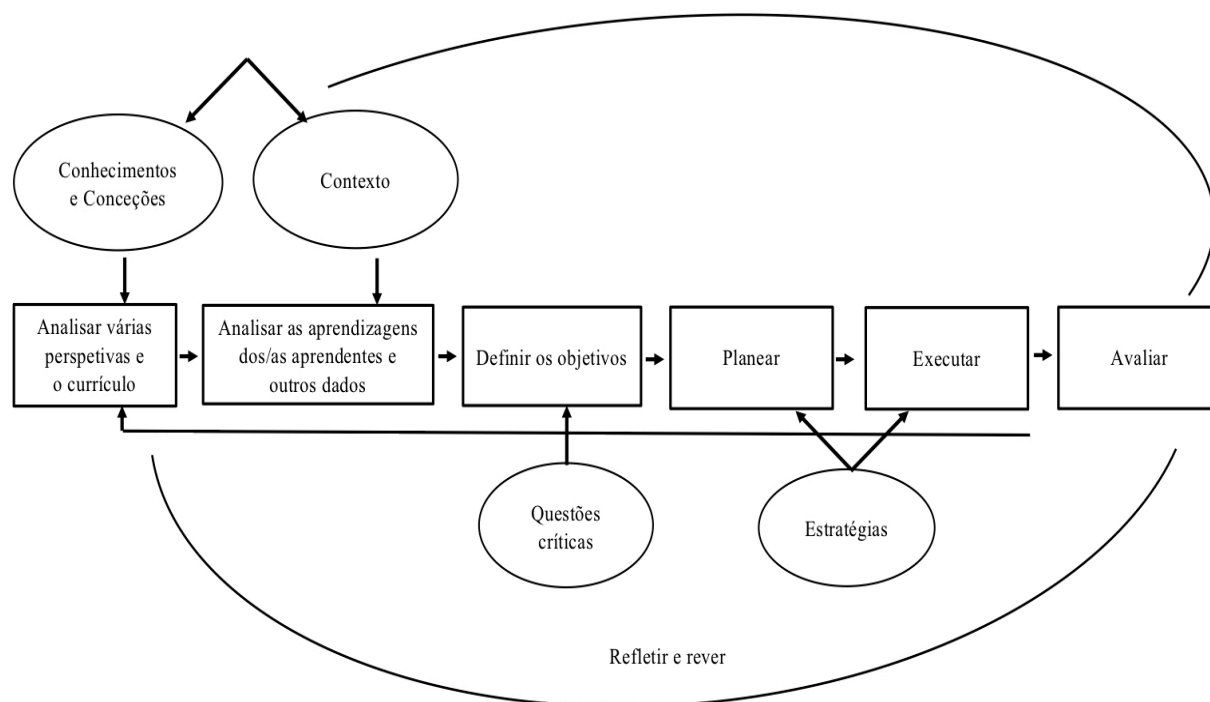 Conhecimentos
e Conceções
Contexto
Analisar várias
perspetivas e
o currículo
Analisar as aprendizagens
dos/as aprendentes e
outros dados
Definir os objetivos
Planear
Executar
Avaliar
Questões
críticas
Estratégias
Refletir e rever